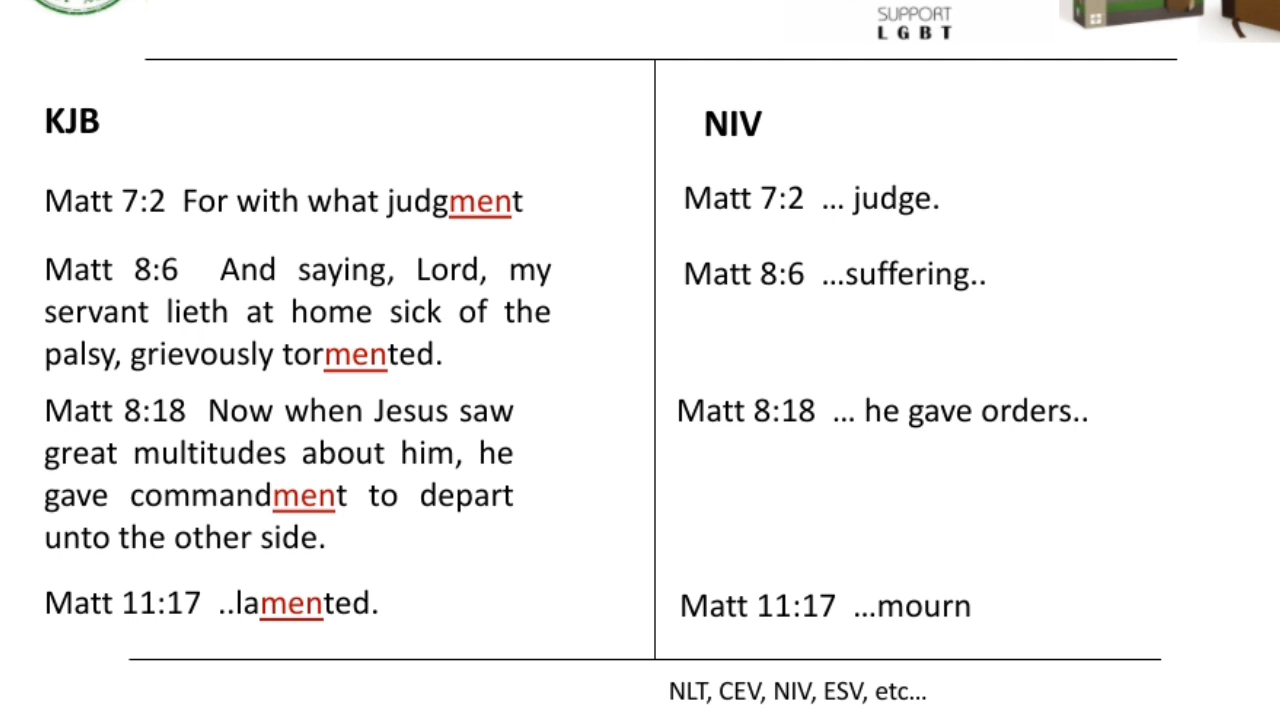 SUPPORT
LGBT
KJB
NIV
Matt 7:2 For with what judgment
Matt 7:2 ... judge.
Matt 8:6 And saying, Lord, my
servant lieth at home sick of the
palsy, grievously tormented.
Matt 8:6 ...suffering..
Matt 8:18 Now when Jesus saw
great multitudes about him, he
gave commandment to depart
unto the other side.
Matt 8:18 ... he gave orders..
Matt 11:17 ..lamented.
Matt 11:17 ...mourn
NLT, CEV, NIV, ESV, etc...